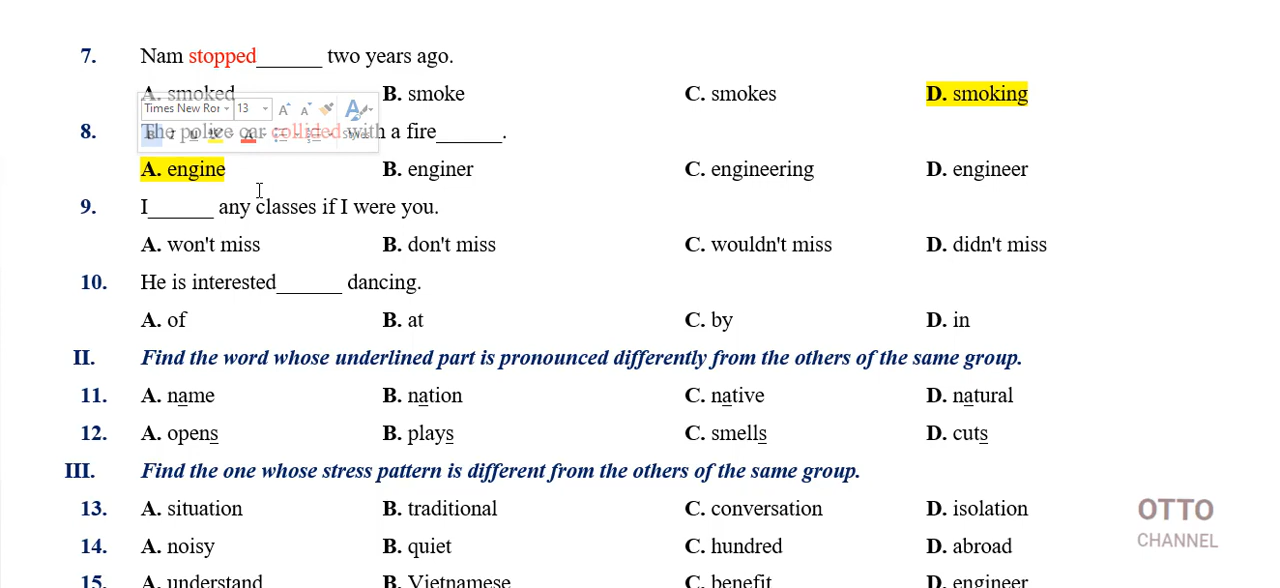 7. Nam stopped______ two years ago.
A. smoked B. smoke C. smokes D. smoking
Times New Ror 13
8. The police car collided with a fire______.
A. engine B. enginer C. engineering D. engineer
9. I______ any classes if I were you.
A. won't miss B. don't miss C. wouldn't miss D. didn't miss
10. He is interested______ dancing.
A. of B. at C. by D. in
II. Find the word whose underlined part is pronounced differently from the others of the same group.
11. A. name B. nation C. native D. natural
12. A. opens B. plays C. smells D. cuts
III. Find the one whose stress pattern is different from the others of the same group.
13. A. situation B. traditional C. conversation D. isolation
14. A. noisy B. quiet C. hundred D. abroad
15. A. understand B. Vietnamese C. benefit D. engineer
OTTO
CHANNEL